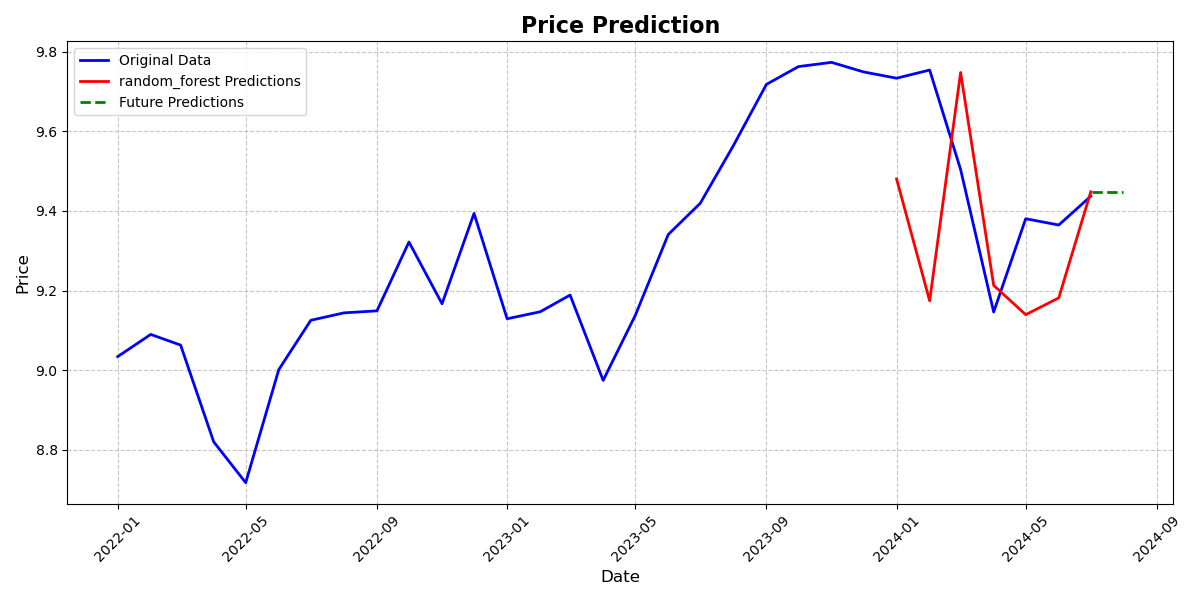 Price Prediction
Original Data
random_forest Predictions
Future Predictions
Price
9.8
9.6
9.4
9.2
9.0
8.8
2022-01
2022-05
2022-09
2023-01
2023-05
2023-09
2024-01
2024-05
2024-09
Date